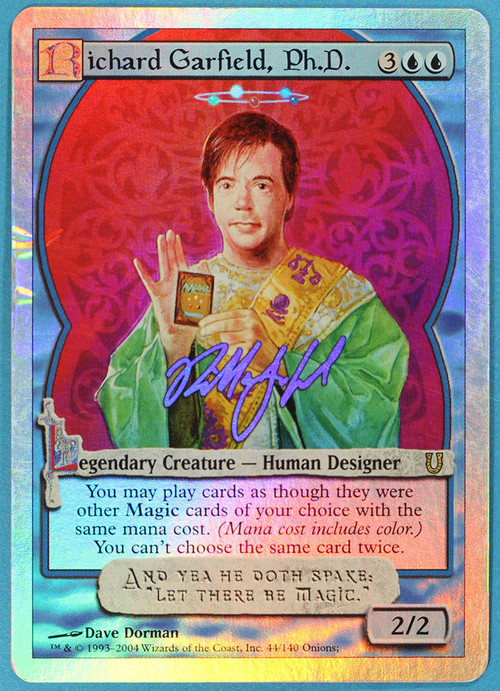 Richard Garfield, Ph.D. 3
MAGIC
Legendary Creature — Human Designer
You may play cards as though they were
other Magic cards of your choice with the
same mana cost. (Mana cost includes color.)
You can't choose the same card twice.
And yea he doth spake:
"Let there be Magic."
2/2
Dave Dorman
™ & © 1993–2004 Wizards of the Coast, Inc. 44/140 Onions;